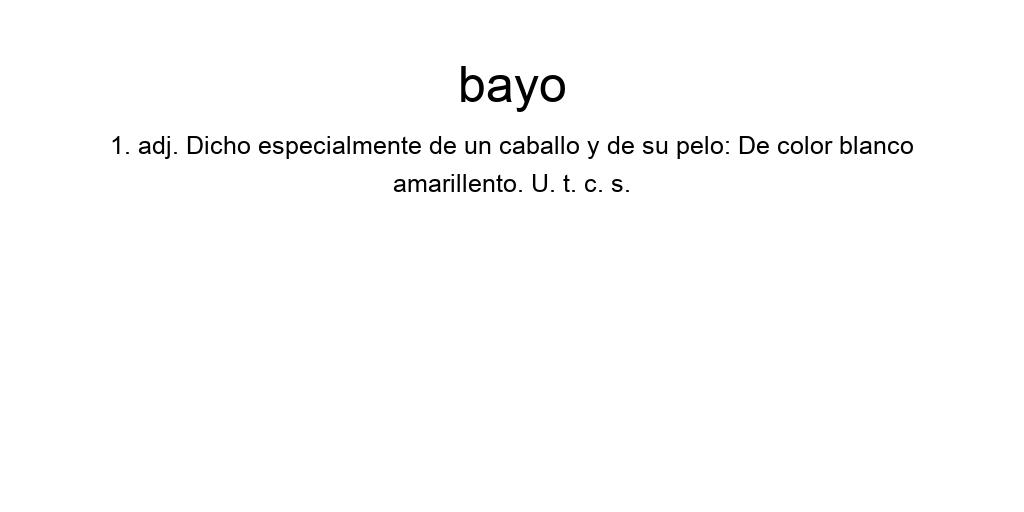 bayo
1. adj. Dicho especialmente de un caballo y de su pelo: De color blanco
amarillento. U. t. c. s.